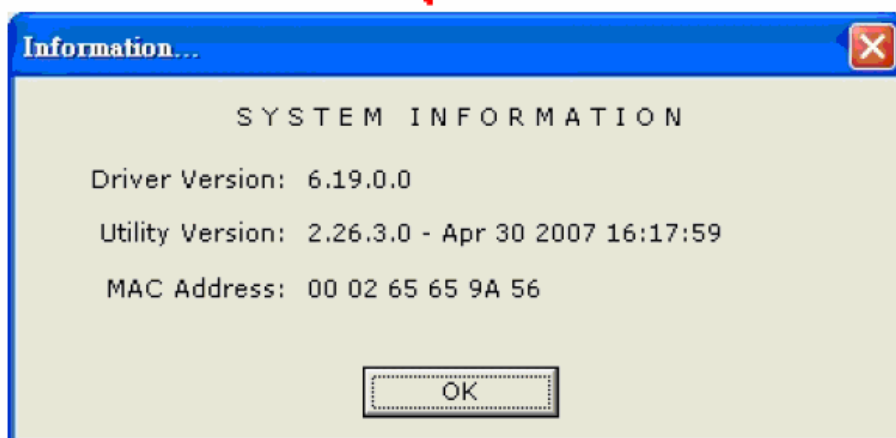 Information...
SYSTEM INFORMATION
Driver Version: 6.19.0.0
Utility Version: 2.26.3.0 - Apr 30 2007 16:17:59
MAC Address: 00 02 65 65 9A 56
OK